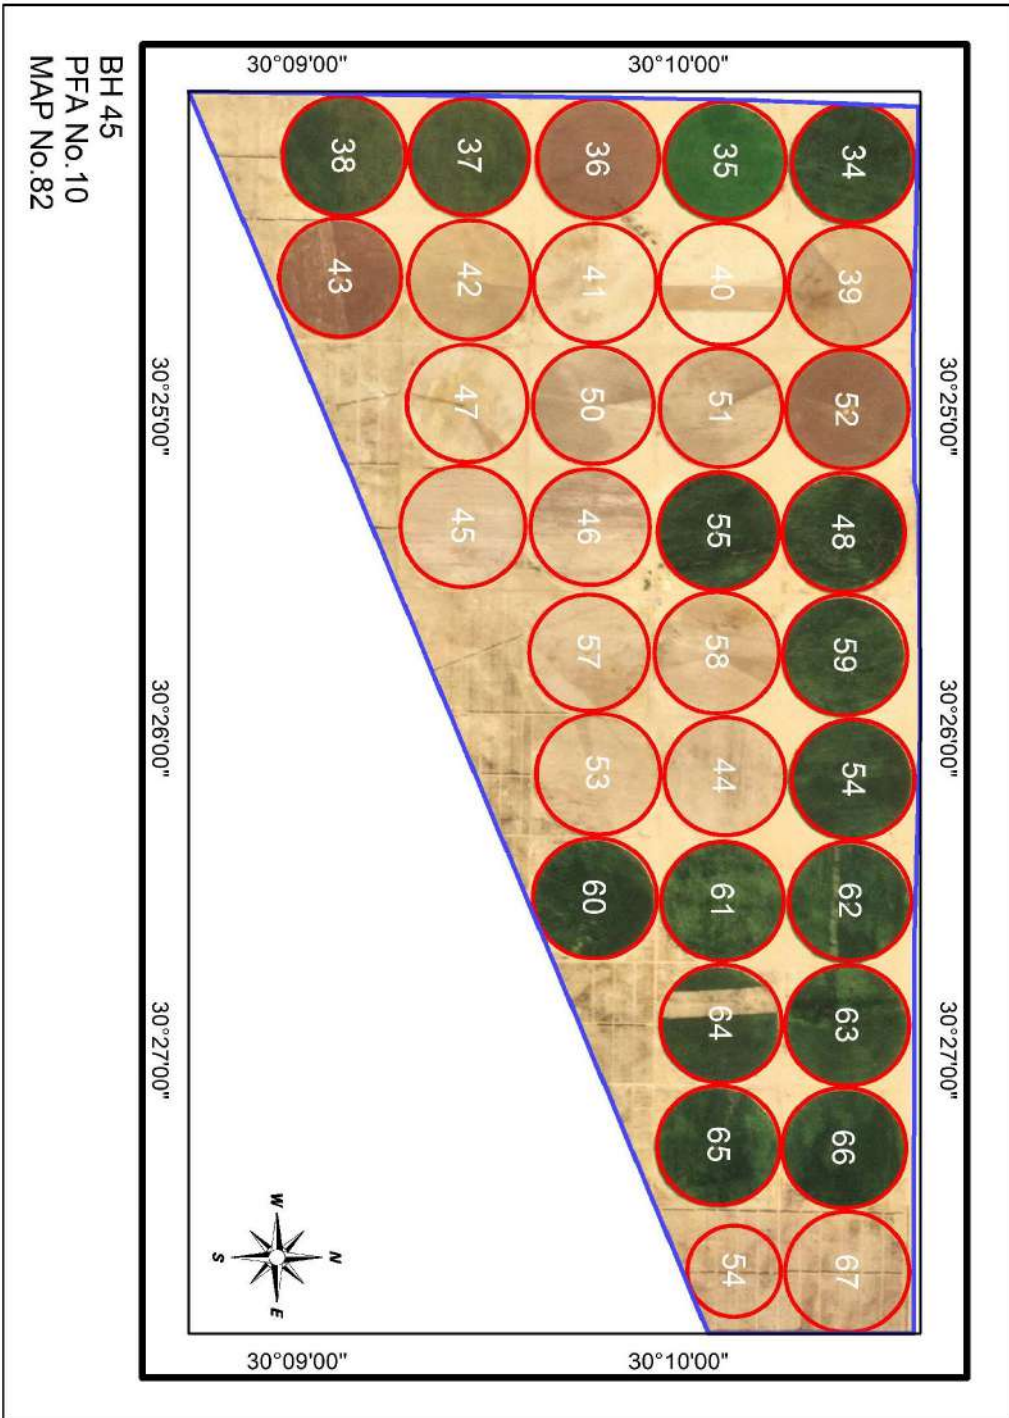 30°25'00" 30°26'00" 30°27'00"
34 39 52 48 59 54 62 63 66 67
35 40 51 55 58 44 61 64 65 54
30°10'00" 30°10'00"
36 41 50 46 57 53 60
37 42 47 45
38 43
30°09'00" 30°09'00"
N
W E
S
30°25'00" 30°26'00" 30°27'00"
BH 45
PFA No.10
MAP No.82